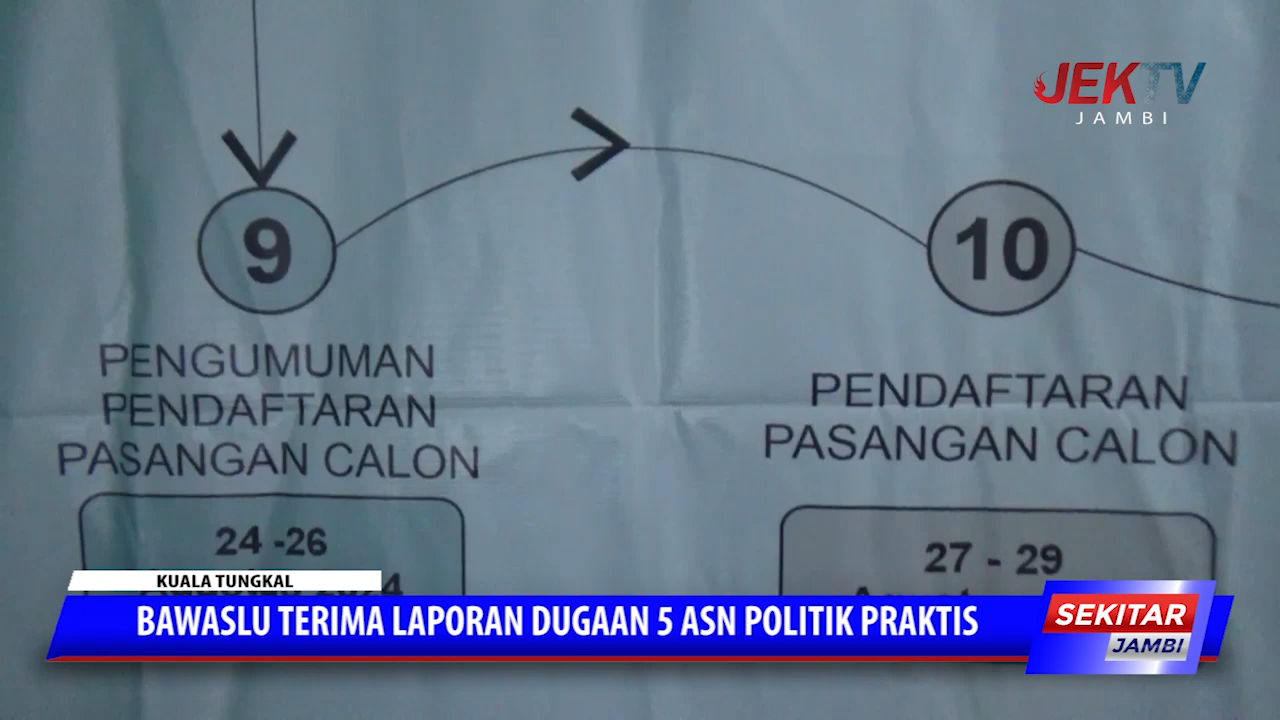 JEKTV
JAMBI
9
10
PENGUMUMAN
PENDAFTARAN
PASANGAN CALON
PENDAFTARAN
PASANGAN CALON
24 -26
27 - 29
KUALA TUNGKAL
BAWASLU TERIMA LAPORAN DUGAAN 5 ASN POLITIK PRAKTIS
SEKITAR
JAMBI